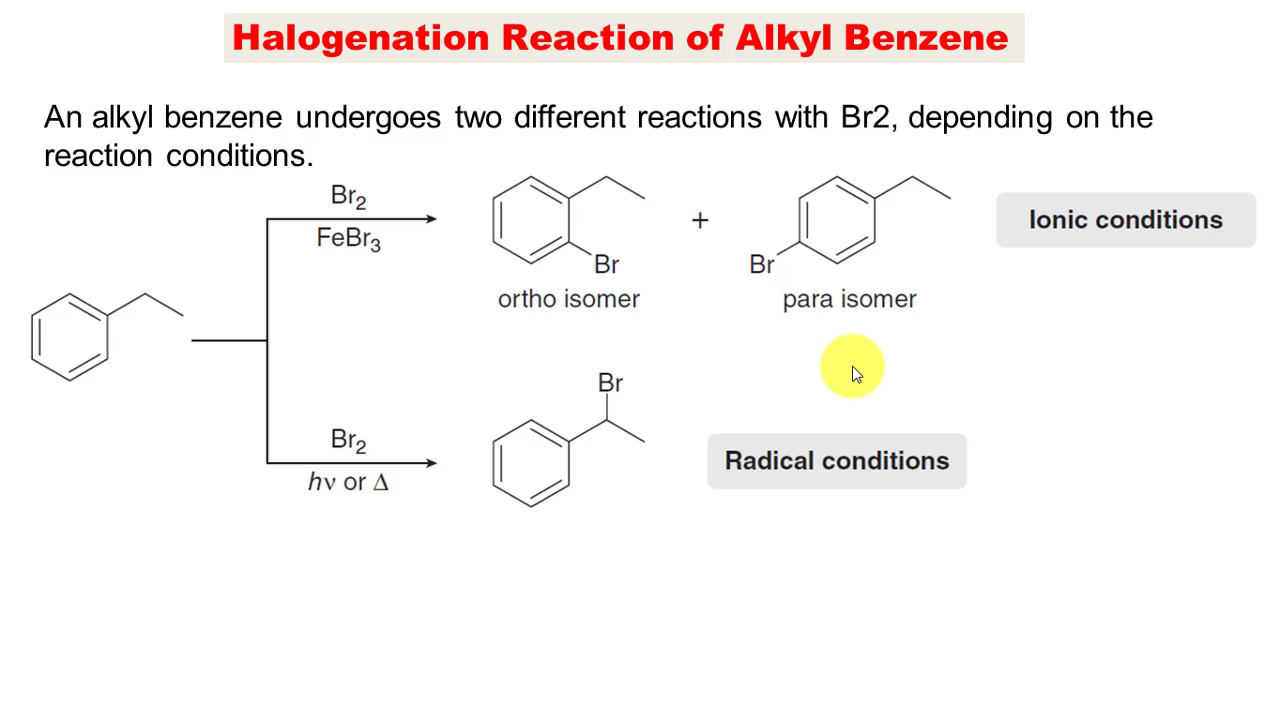 Halogenation Reaction of Alkyl Benzene
An alkyl benzene undergoes two different reactions with Br2, depending on the
reaction conditions.
Br₂
FeBr₃
Br
ortho isomer
+
Br
para isomer
Ionic conditions
Br₂
hν or Δ
Br
Radical conditions